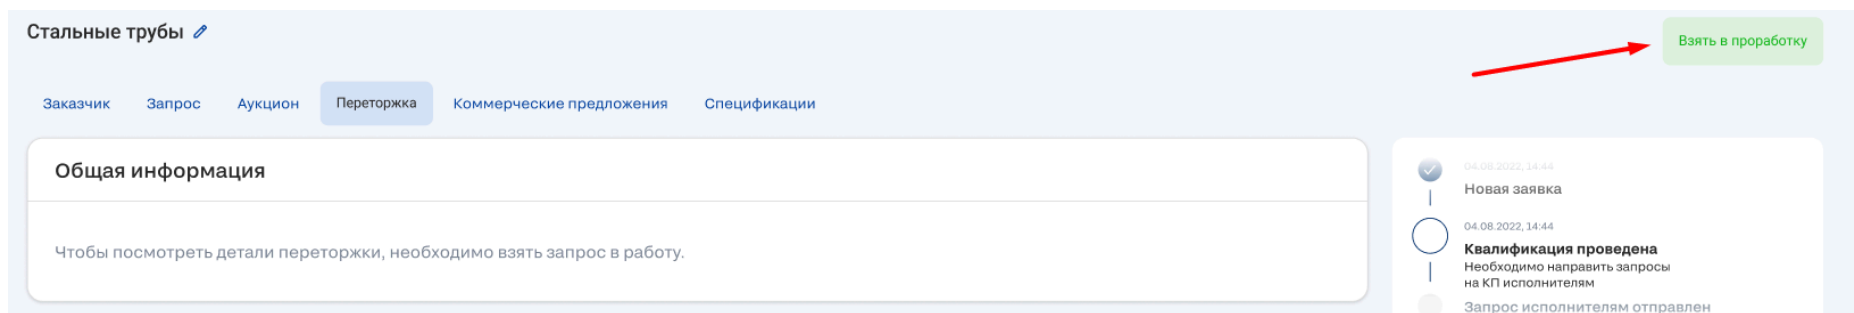 Стальные трубы
Взять в проработку
Заказчик Запрос Аукцион Переторжка Коммерческие предложения Спецификации
Общая информация
Чтобы посмотреть детали переторжки, необходимо взять запрос в работу.
04.08.2022, 14:44
Новая заявка
04.08.2022, 14:44
Квалификация проведена
Необходимо направить запросы
на КП исполнителям
Запрос исполнителям отправлен